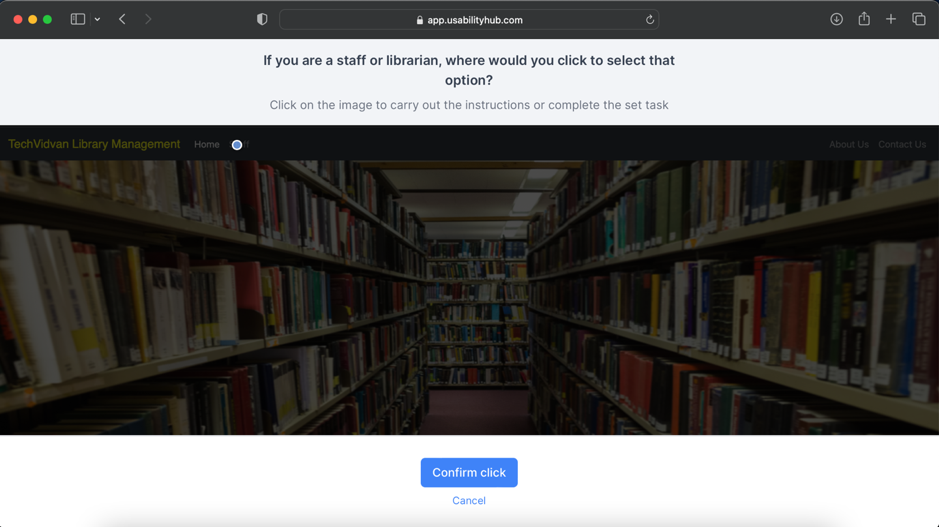 app.usabilityhub.com
If you are a staff or librarian, where would you click to select that
option?
Click on the image to carry out the instructions or complete the set task
TechVidvan Library Management Home
About Us Contact Us
Confirm click
Cancel